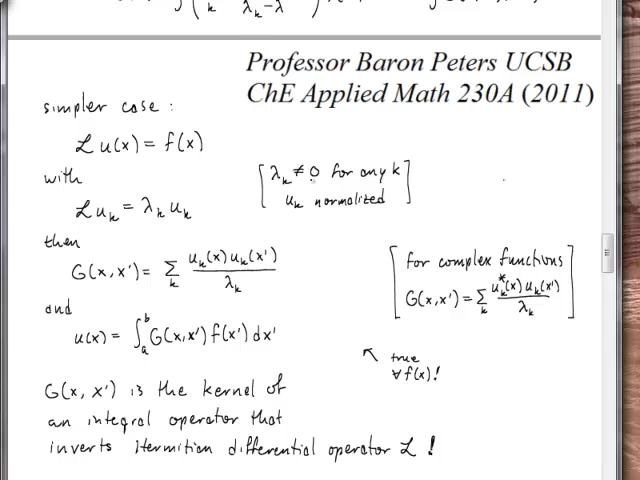 k λ_k - λ
Professor Baron Peters UCSB
ChE Applied Math 230A (2011)
simpler case:
ℒ u(x) = f(x)
with
[λ_k ≠ 0 for any k
u_k normalized]
ℒ u_k = λ_k u_k
then
G(x, x') = Σ_k u_k(x) u_k(x') / λ_k
[for complex functions
G(x, x') = Σ_k u_k*(x) u_k(x') / λ_k]
and
u(x) = ∫_a^b G(x, x') f(x') dx'
↖ true
∀ f(x)!
G(x, x') is the kernel of
an integral operator that
inverts itermition differential operator ℒ !